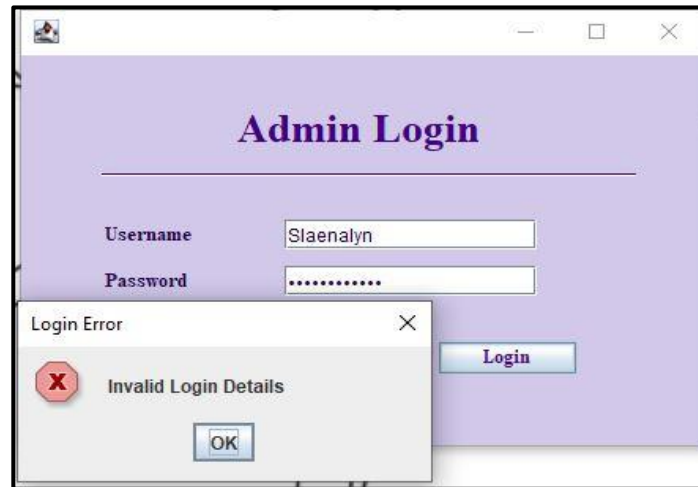 Admin Login
Username
Slaenalyn
Password
••••••••••••
Login
Login Error
X
Invalid Login Details
OK